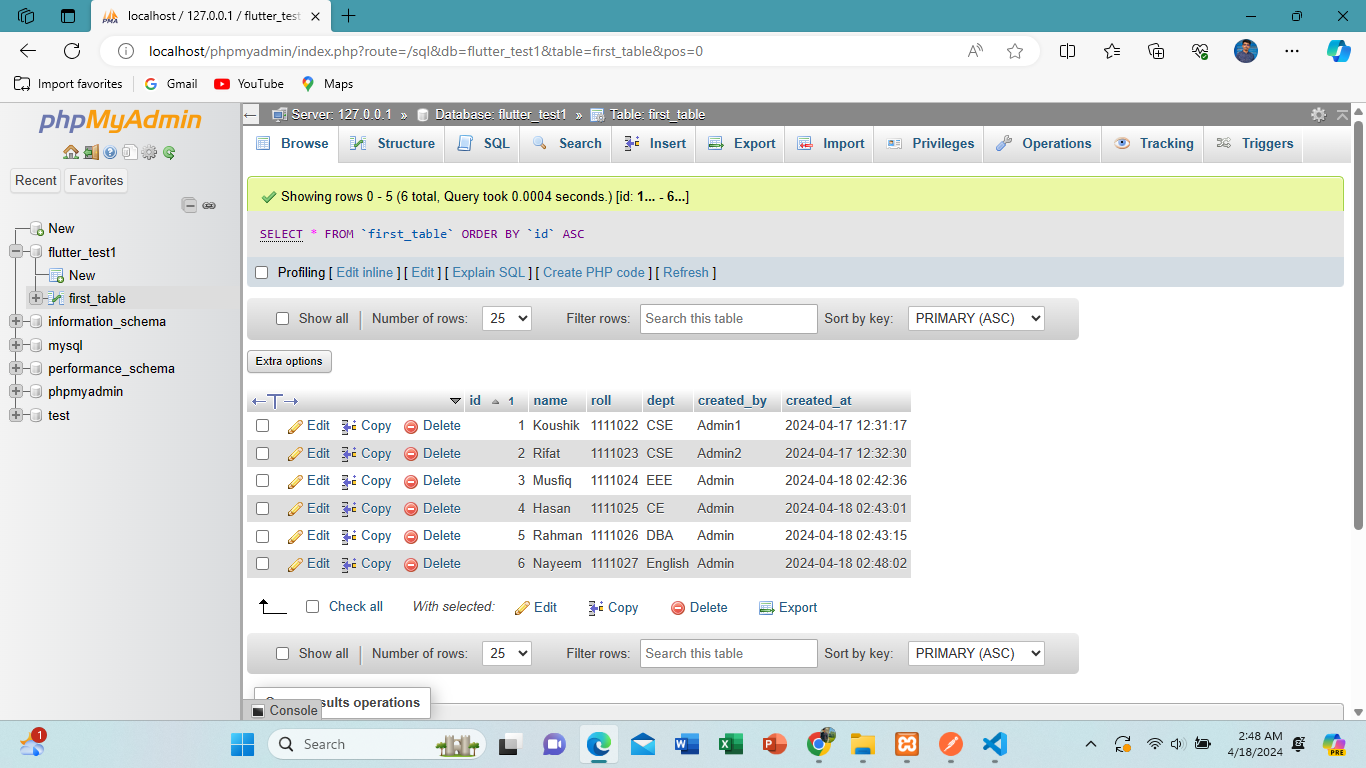 localhost / 127.0.0.1 / flutter_test
localhost/phpmyadmin/index.php?route=/sql&db=flutter_test1&table=first_table&pos=0
Import favorites Gmail YouTube Maps
phpMyAdmin
Recent Favorites
New
flutter_test1
New
first_table
information_schema
mysql
performance_schema
phpmyadmin
test
Server: 127.0.0.1 » Database: flutter_test1 » Table: first_table
Browse Structure SQL Search Insert Export Import Privileges Operations Tracking Triggers
Showing rows 0 - 5 (6 total, Query took 0.0004 seconds.) [id: 1... - 6...]
SELECT * FROM `first_table` ORDER BY `id` ASC
Profiling [ Edit inline ] [ Edit ] [ Explain SQL ] [ Create PHP code ] [ Refresh ]
Show all Number of rows: 25 Filter rows: Search this table Sort by key: PRIMARY (ASC)
Extra options
id 1 name roll dept created_by created_at
Edit Copy Delete 1 Koushik 1111022 CSE Admin1 2024-04-17 12:31:17
Edit Copy Delete 2 Rifat 1111023 CSE Admin2 2024-04-17 12:32:30
Edit Copy Delete 3 Musfiq 1111024 EEE Admin 2024-04-18 02:42:36
Edit Copy Delete 4 Hasan 1111025 CE Admin 2024-04-18 02:43:01
Edit Copy Delete 5 Rahman 1111026 DBA Admin 2024-04-18 02:43:15
Edit Copy Delete 6 Nayeem 1111027 English Admin 2024-04-18 02:48:02
Check all With selected: Edit Copy Delete Export
Show all Number of rows: 25 Filter rows: Search this table Sort by key: PRIMARY (ASC)
operations
Console
1 Search 2:48 AM
4/18/2024
PRE